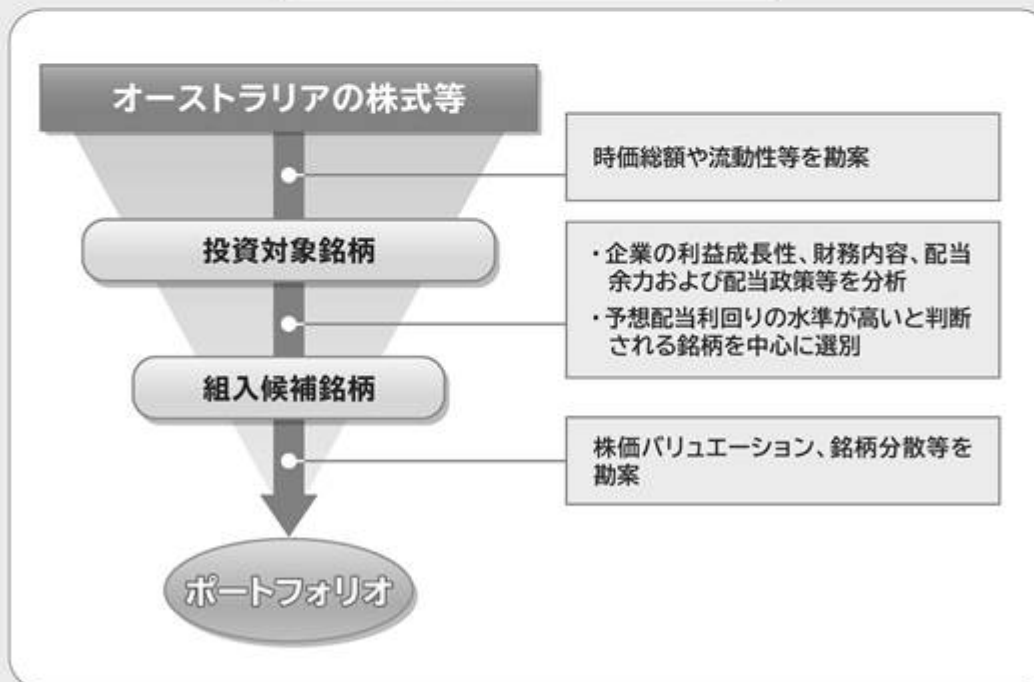 オーストラリアの株式等
時価総額や流動性等を勘案
投資対象銘柄
・企業の利益成長性、財務内容、配当
余力および配当政策等を分析
・予想配当利回りの水準が高いと判断
される銘柄を中心に選別
組入候補銘柄
株価バリュエーション、銘柄分散等を
勘案
ポートフォリオ